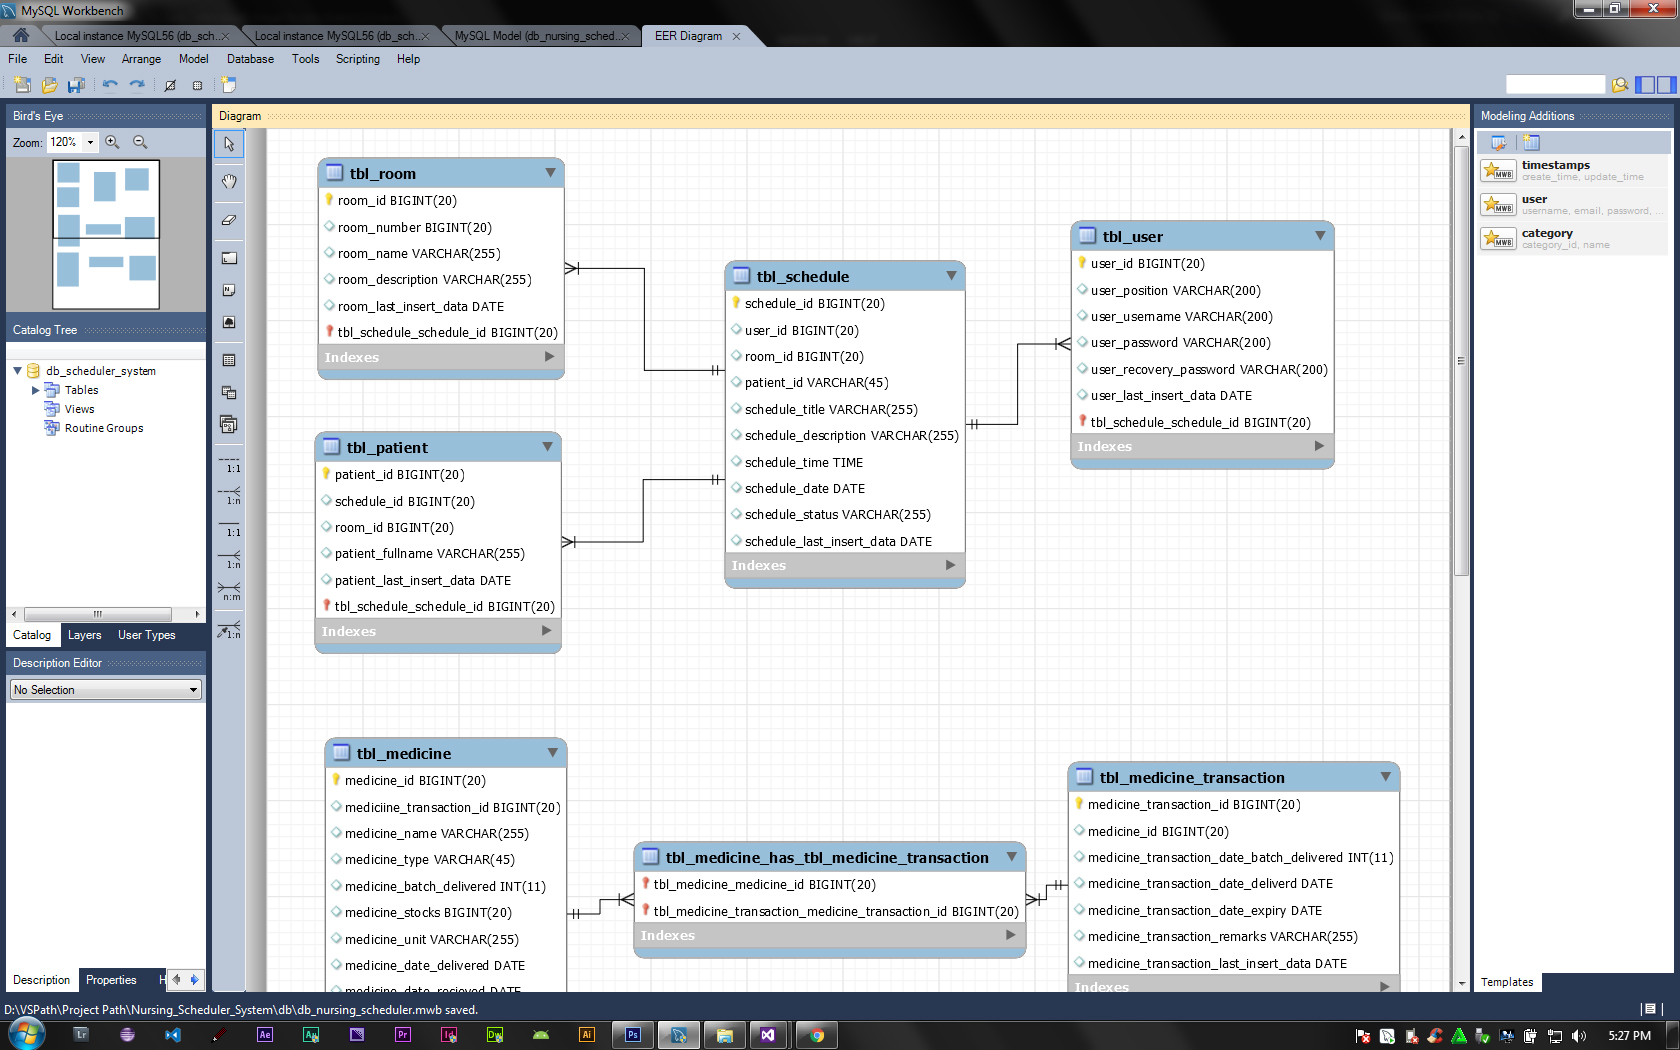 MySQL Workbench
Local instance MySQL56 (db_sch...
Local instance MySQL56 (db_sch...
MySQL Model (db_nursing_sched...
EER Diagram
File Edit View Arrange Model Database Tools Scripting Help
Bird's Eye
Zoom: 120%
Catalog Tree
db_scheduler_system
Tables
Views
Routine Groups
Catalog Layers User Types
Description Editor
No Selection
Description Properties H
Diagram
1:1
1:n
1:1
1:n
n:m
1:n
tbl_room
room_id BIGINT(20)
room_number BIGINT(20)
room_name VARCHAR(255)
room_description VARCHAR(255)
room_last_insert_data DATE
tbl_schedule_schedule_id BIGINT(20)
Indexes
tbl_patient
patient_id BIGINT(20)
schedule_id BIGINT(20)
room_id BIGINT(20)
patient_fullname VARCHAR(255)
patient_last_insert_data DATE
tbl_schedule_schedule_id BIGINT(20)
Indexes
tbl_schedule
schedule_id BIGINT(20)
user_id BIGINT(20)
room_id BIGINT(20)
patient_id VARCHAR(45)
schedule_title VARCHAR(255)
schedule_description VARCHAR(255)
schedule_time TIME
schedule_date DATE
schedule_status VARCHAR(255)
schedule_last_insert_data DATE
Indexes
tbl_user
user_id BIGINT(20)
user_position VARCHAR(200)
user_username VARCHAR(200)
user_password VARCHAR(200)
user_recovery_password VARCHAR(200)
user_last_insert_data DATE
tbl_schedule_schedule_id BIGINT(20)
Indexes
tbl_medicine
medicine_id BIGINT(20)
mediciine_transaction_id BIGINT(20)
medicine_name VARCHAR(255)
medicine_type VARCHAR(45)
medicine_batch_delivered INT(11)
medicine_stocks BIGINT(20)
medicine_unit VARCHAR(255)
medicine_date_delivered DATE
medicine_date_recieved DATE
tbl_medicine_has_tbl_medicine_transaction
tbl_medicine_medicine_id BIGINT(20)
tbl_medicine_transaction_medicine_transaction_id BIGINT(20)
Indexes
tbl_medicine_transaction
medicine_transaction_id BIGINT(20)
medicine_id BIGINT(20)
medicine_transaction_date_batch_delivered INT(11)
medicine_transaction_date_deliverd DATE
medicine_transaction_date_expiry DATE
medicine_transaction_remarks VARCHAR(255)
medicine_transaction_last_insert_data DATE
Indexes
Modeling Additions
MWB
timestamps
create_time, update_time
MWB
user
username, email, password, ...
MWB
category
category_id, name
Templates
D:\VSPath\Project Path\Nursing_Scheduler_System\db\db_nursing_scheduler.mwb saved.
Lr Ae Au Pr Id Dw Ai Ps
5:27 PM